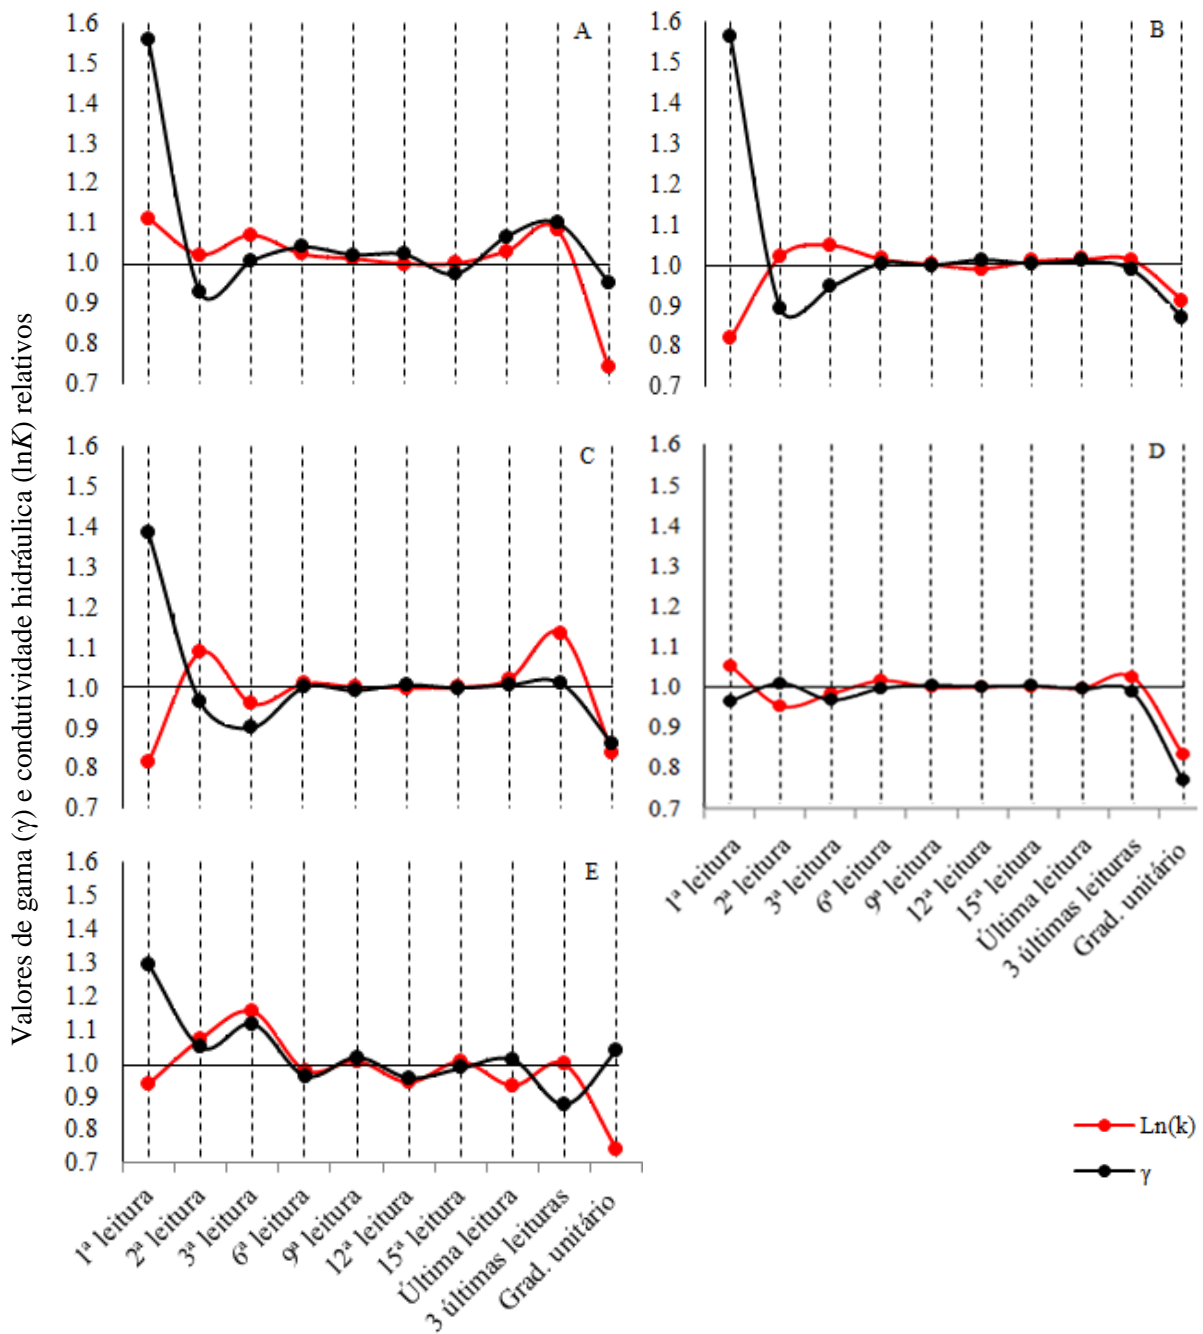 Valores de gama (γ) e condutividade hidráulica (lnK) relativos
A
1.6
1.5
1.4
1.3
1.2
1.1
1.0
0.9
0.8
0.7
B
1.6
1.5
1.4
1.3
1.2
1.1
1.0
0.9
0.8
0.7
C
1.6
1.5
1.4
1.3
1.2
1.1
1.0
0.9
0.8
0.7
D
1.6
1.5
1.4
1.3
1.2
1.1
1.0
0.9
0.8
0.7
1ª leitura
2ª leitura
3ª leitura
6ª leitura
9ª leitura
12ª leitura
15ª leitura
Última leitura
3 últimas leituras
Grad. unitário
E
1.6
1.5
1.4
1.3
1.2
1.1
1.0
0.9
0.8
0.7
1ª leitura
2ª leitura
3ª leitura
6ª leitura
9ª leitura
12ª leitura
15ª leitura
Última leitura
3 últimas leituras
Grad. unitário
Ln(k)
γ